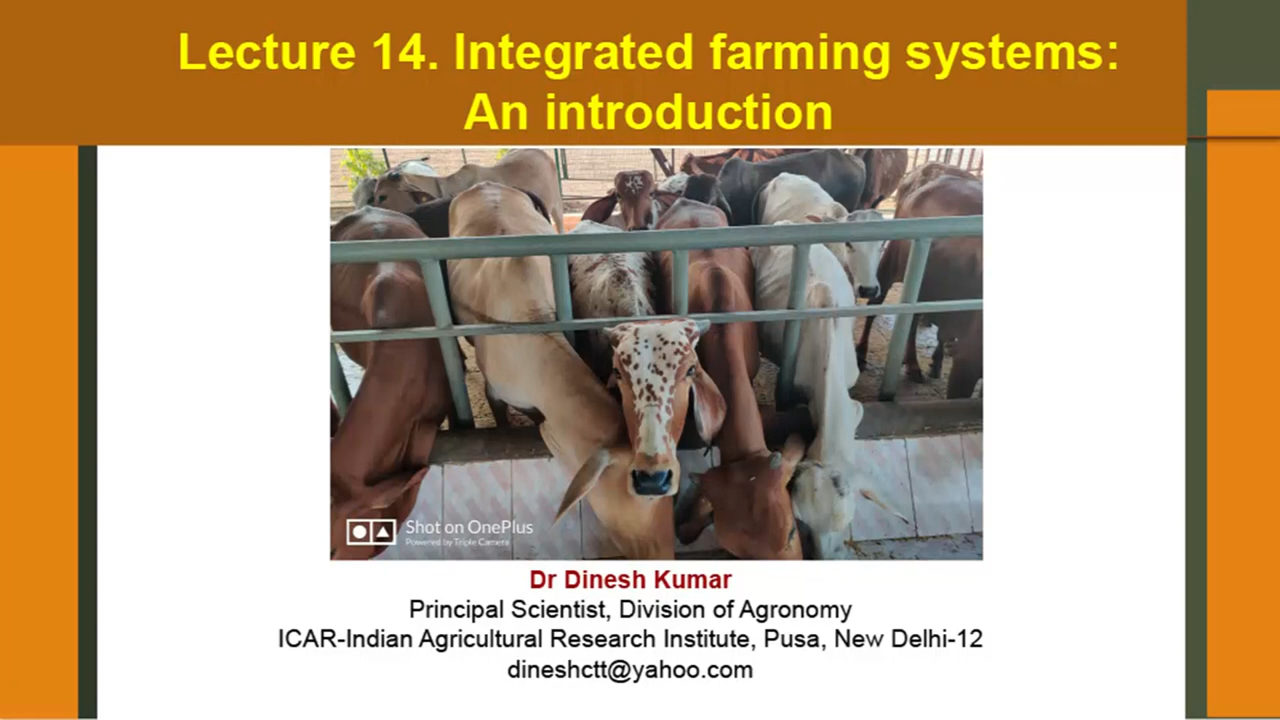 Lecture 14. Integrated farming systems:
An introduction
Shot on OnePlus
Powered by Triple Camera
Dr Dinesh Kumar
Principal Scientist, Division of Agronomy
ICAR-Indian Agricultural Research Institute, Pusa, New Delhi-12
dineshctt@yahoo.com